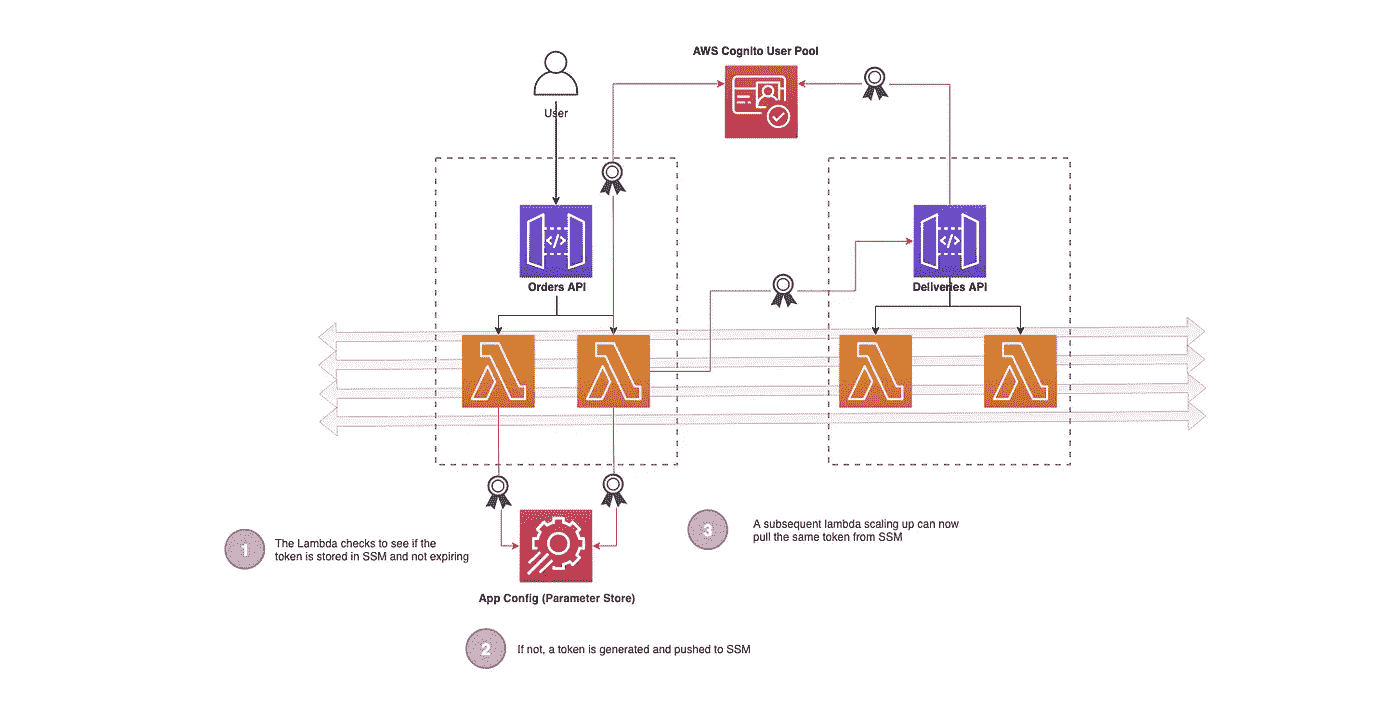 AWS Cognito User Pool
User
Orders API
Deliveries API
1
The Lambda checks to see if the
token is stored in SSM and not expiring
3
A subsequent lambda scaling up can now
pull the same token from SSM
App Config (Parameter Store)
2
If not, a token is generated and pushed to SSM